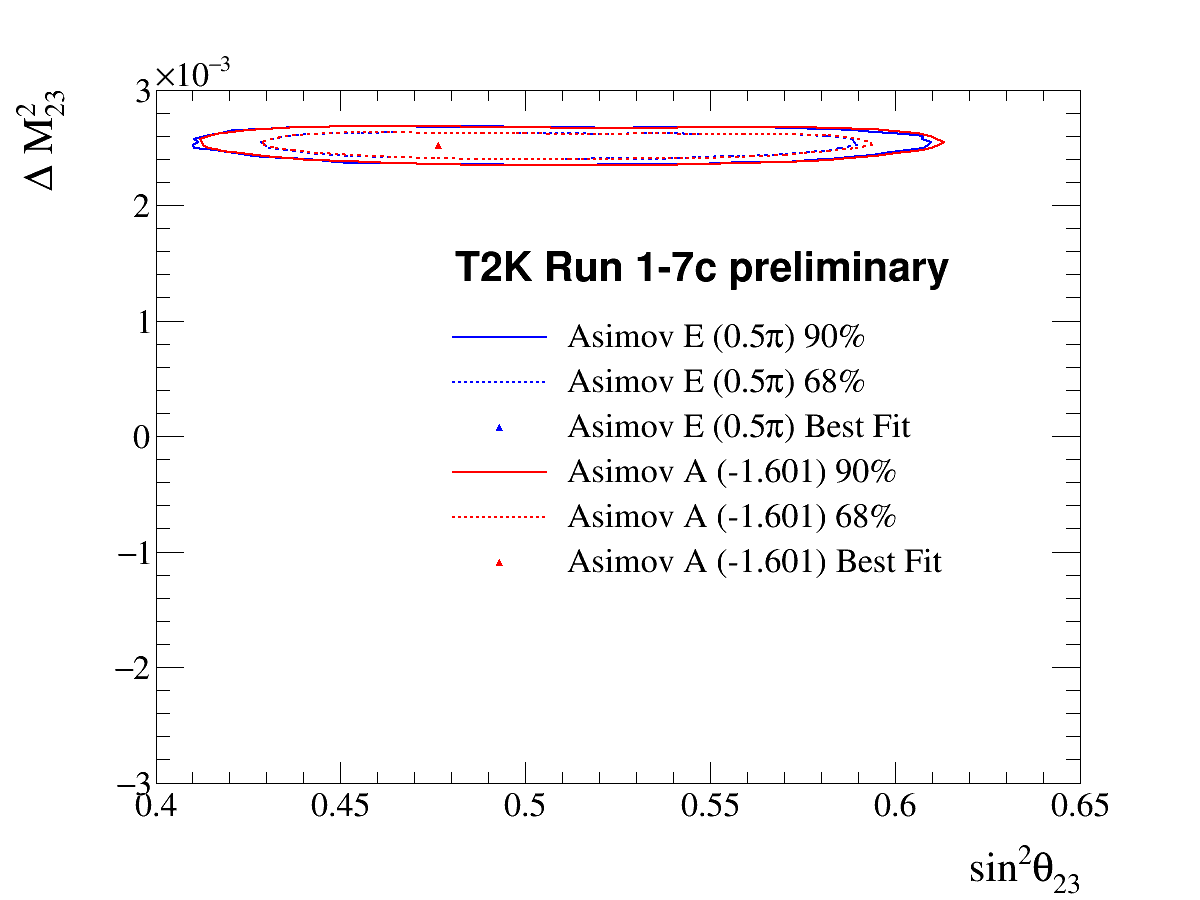 3
×10⁻³
Δ M²₂₃
2
T2K Run 1-7c preliminary
1
Asimov E (0.5π) 90%
Asimov E (0.5π) 68%
0
Asimov E (0.5π) Best Fit
Asimov A (-1.601) 90%
Asimov A (-1.601) 68%
−1
Asimov A (-1.601) Best Fit
−2
−3
0.4 0.45 0.5 0.55 0.6 0.65
sin²θ₂₃